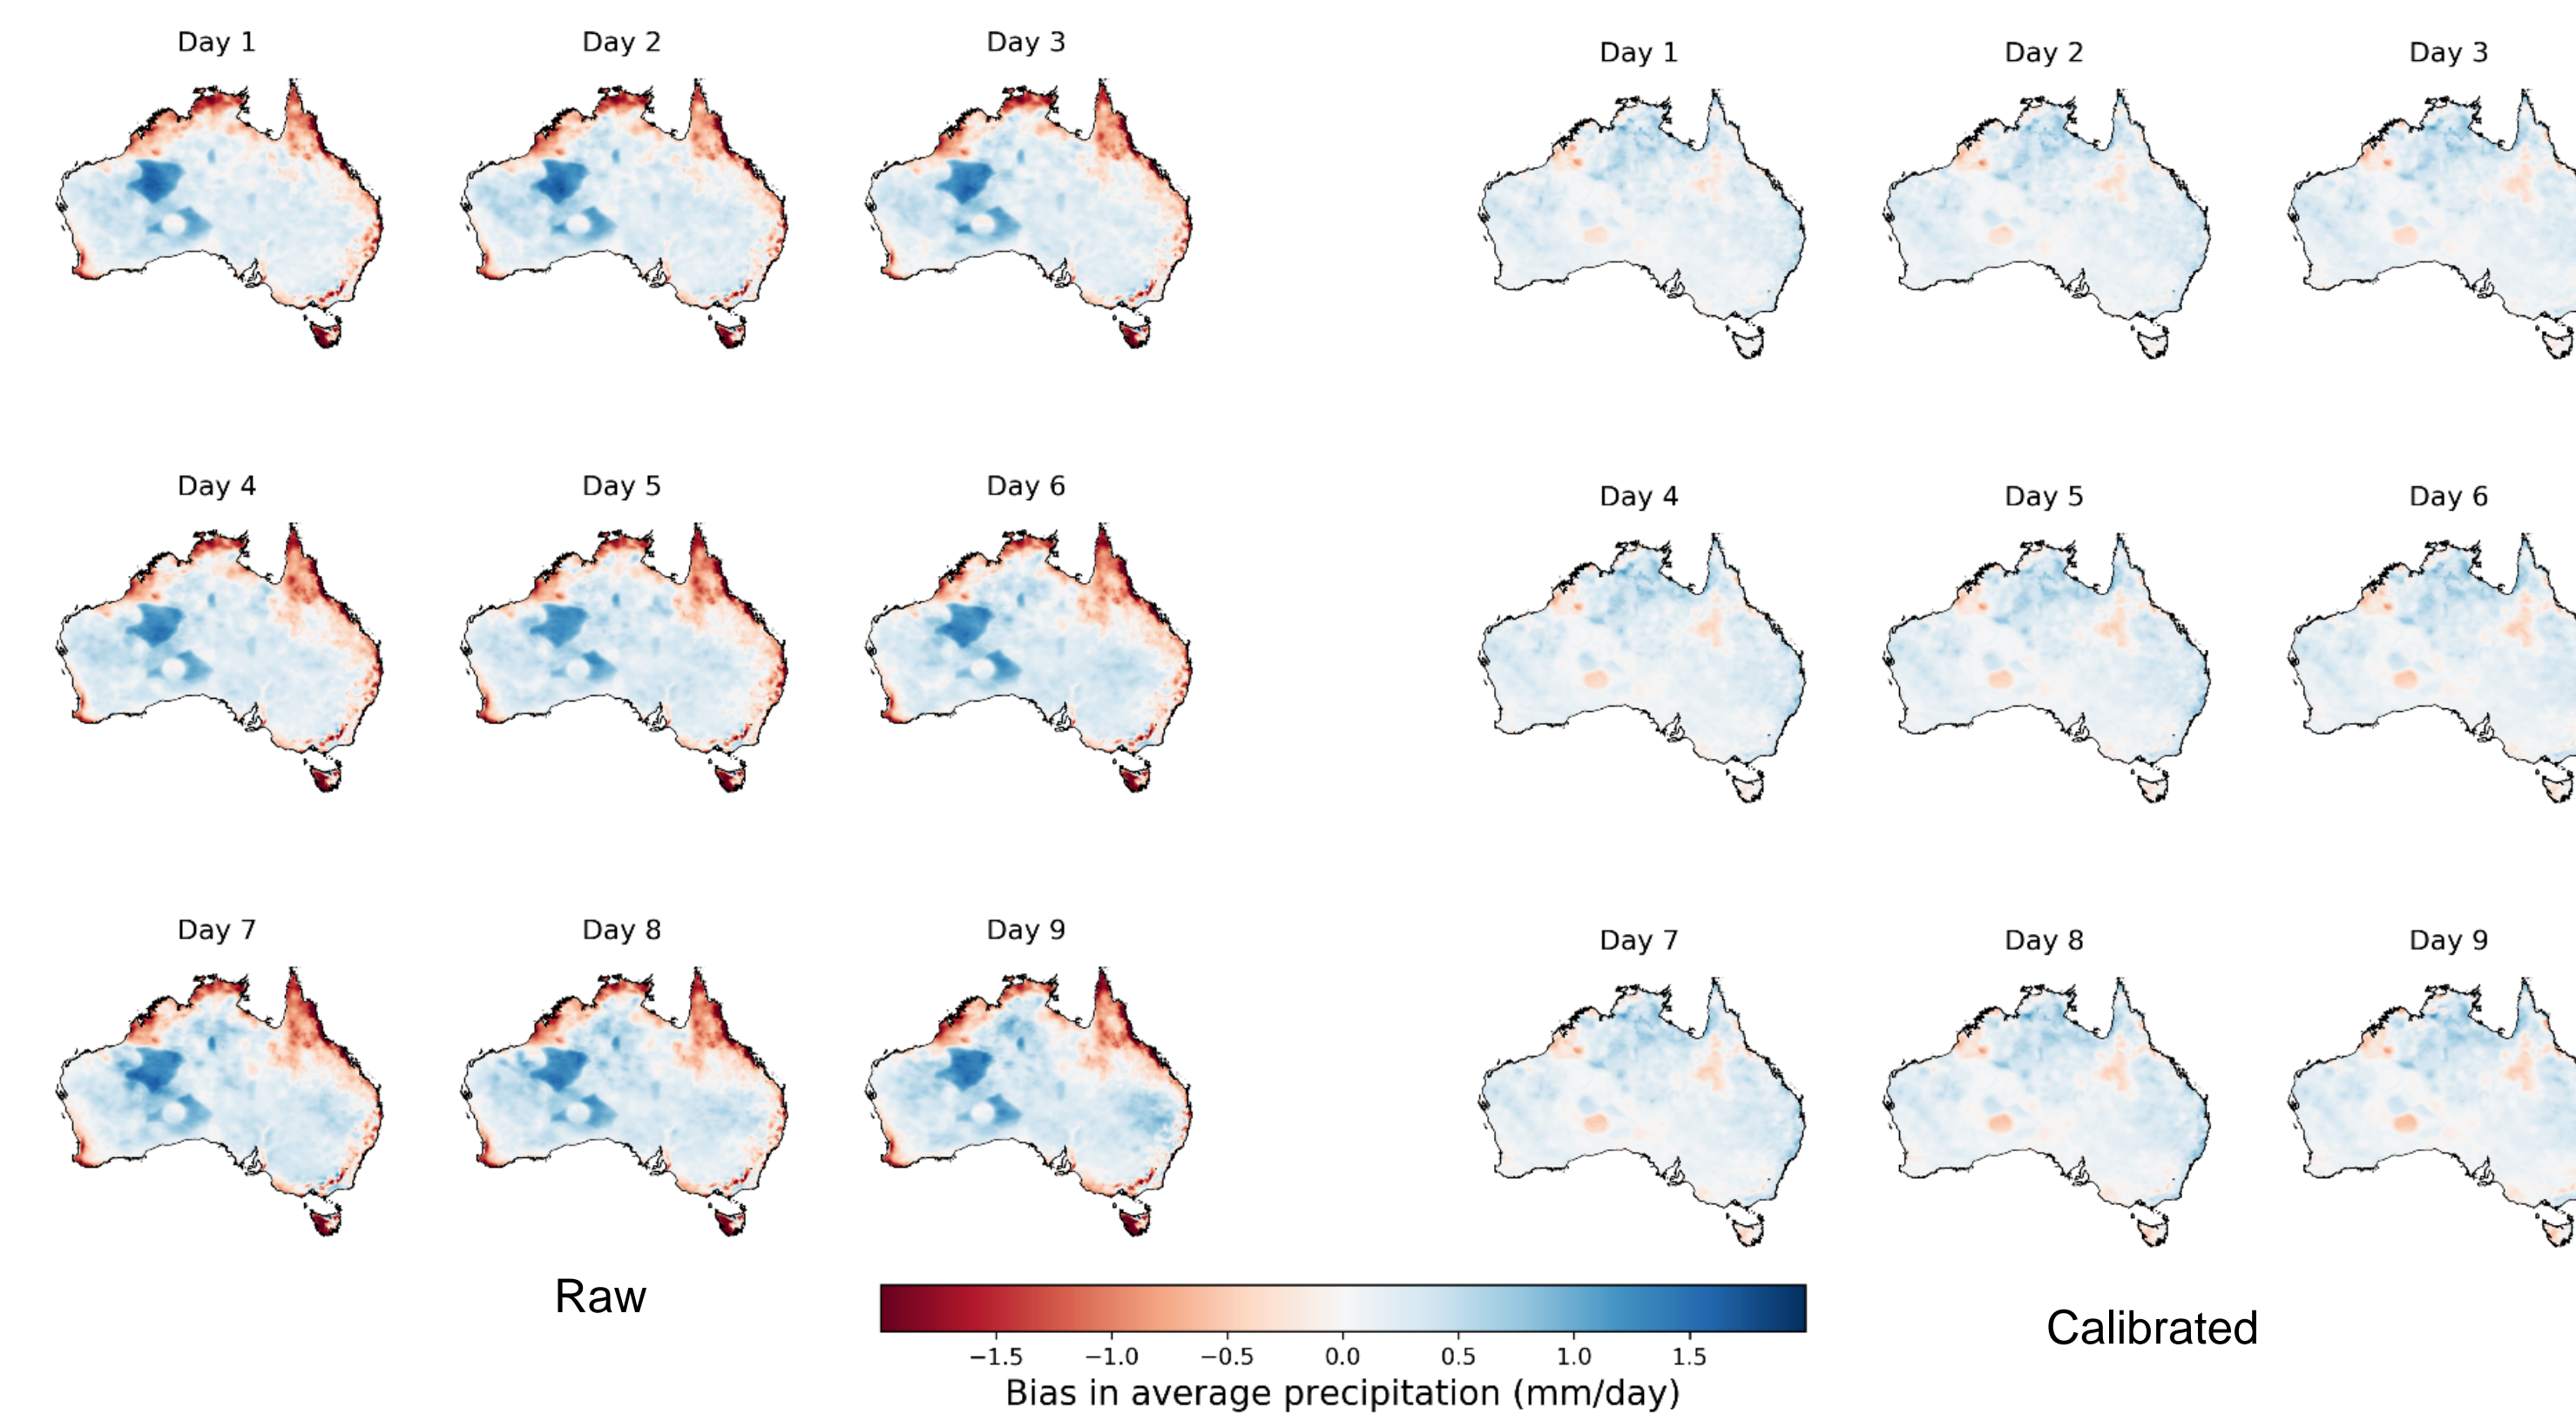 Day 1 Day 2 Day 3 Day 1 Day 2 Day 3
Day 4 Day 5 Day 6 Day 4 Day 5 Day 6
Day 7 Day 8 Day 9 Day 7 Day 8 Day 9
Raw
Calibrated
−1.5 −1.0 −0.5 0.0 0.5 1.0 1.5
Bias in average precipitation (mm/day)